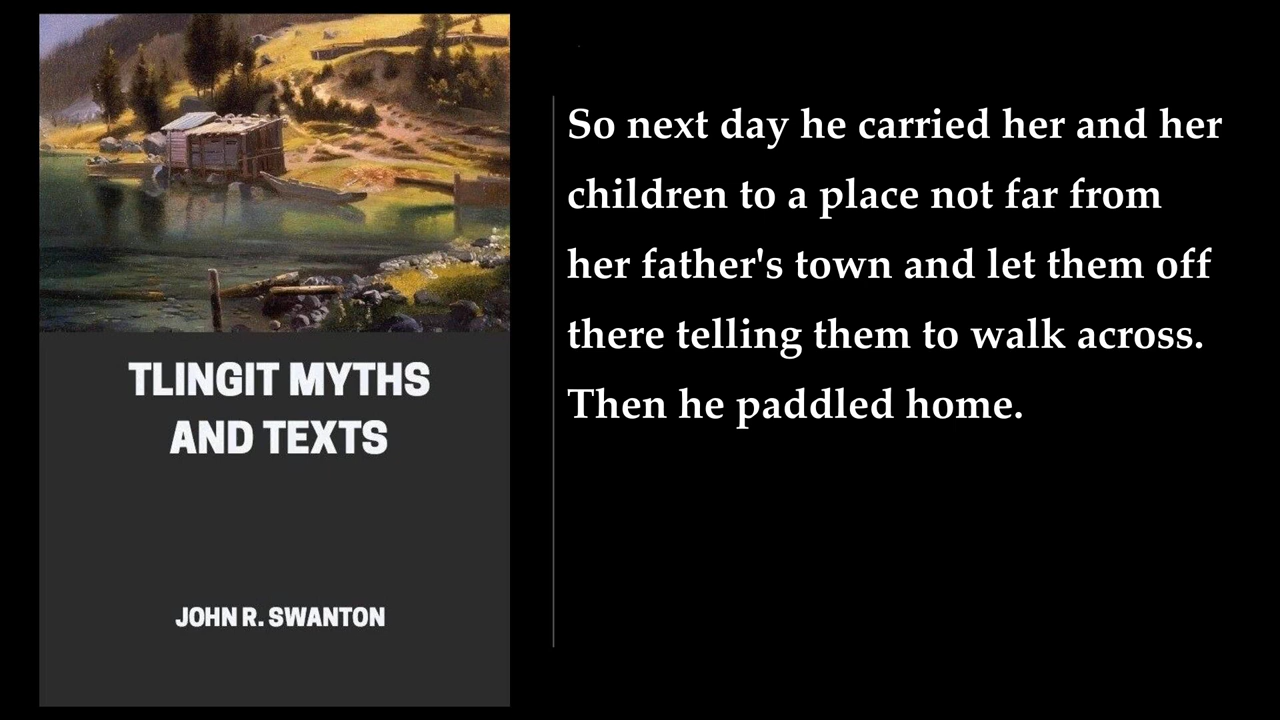 TLINGIT MYTHS
AND TEXTS
JOHN R. SWANTON
So next day he carried her and her
children to a place not far from
her father's town and let them off
there telling them to walk across.
Then he paddled home.